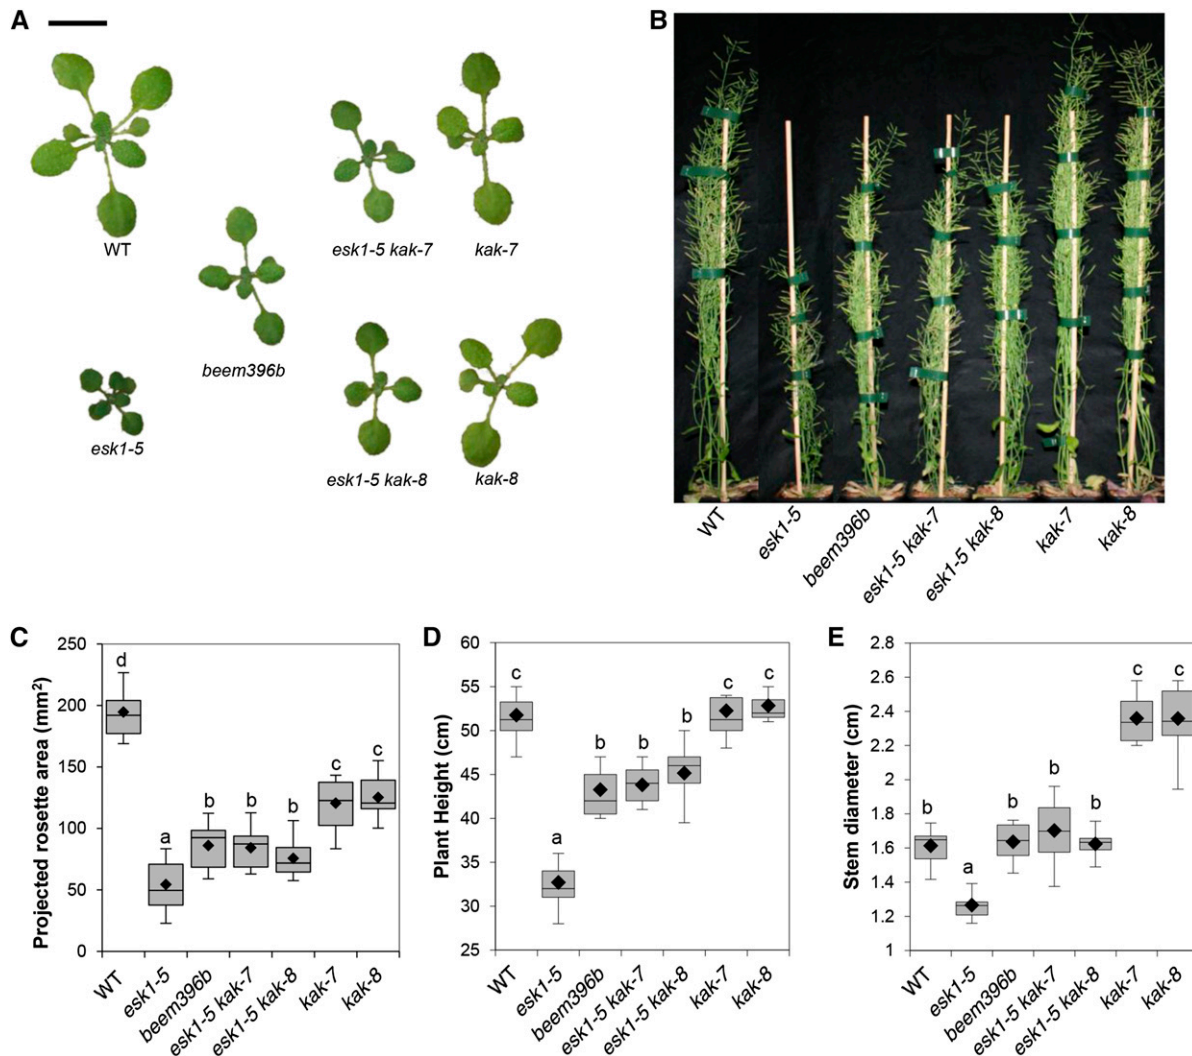 A
WT
esk1-5 kak-7
kak-7
beem396b
esk1-5
esk1-5 kak-8
kak-8
B
WT
esk1-5
beem396b
esk1-5 kak-7
esk1-5 kak-8
kak-7
kak-8
C
Projected rosette area (mm²)
250
200
150
100
50
0
d
a
b
b
b
c
c
WT
esk1-5
beem396b
esk1-5 kak-7
esk1-5 kak-8
kak-7
kak-8
D
Plant Height (cm)
60
55
50
45
40
35
30
25
c
a
b
b
b
c
c
WT
esk1-5
beem396b
esk1-5 kak-7
esk1-5 kak-8
kak-7
kak-8
E
Stem diameter (cm)
2.8
2.6
2.4
2.2
2
1.8
1.6
1.4
1.2
1
b
a
b
b
b
c
c
WT
esk1-5
beem396b
esk1-5 kak-7
esk1-5 kak-8
kak-7
kak-8